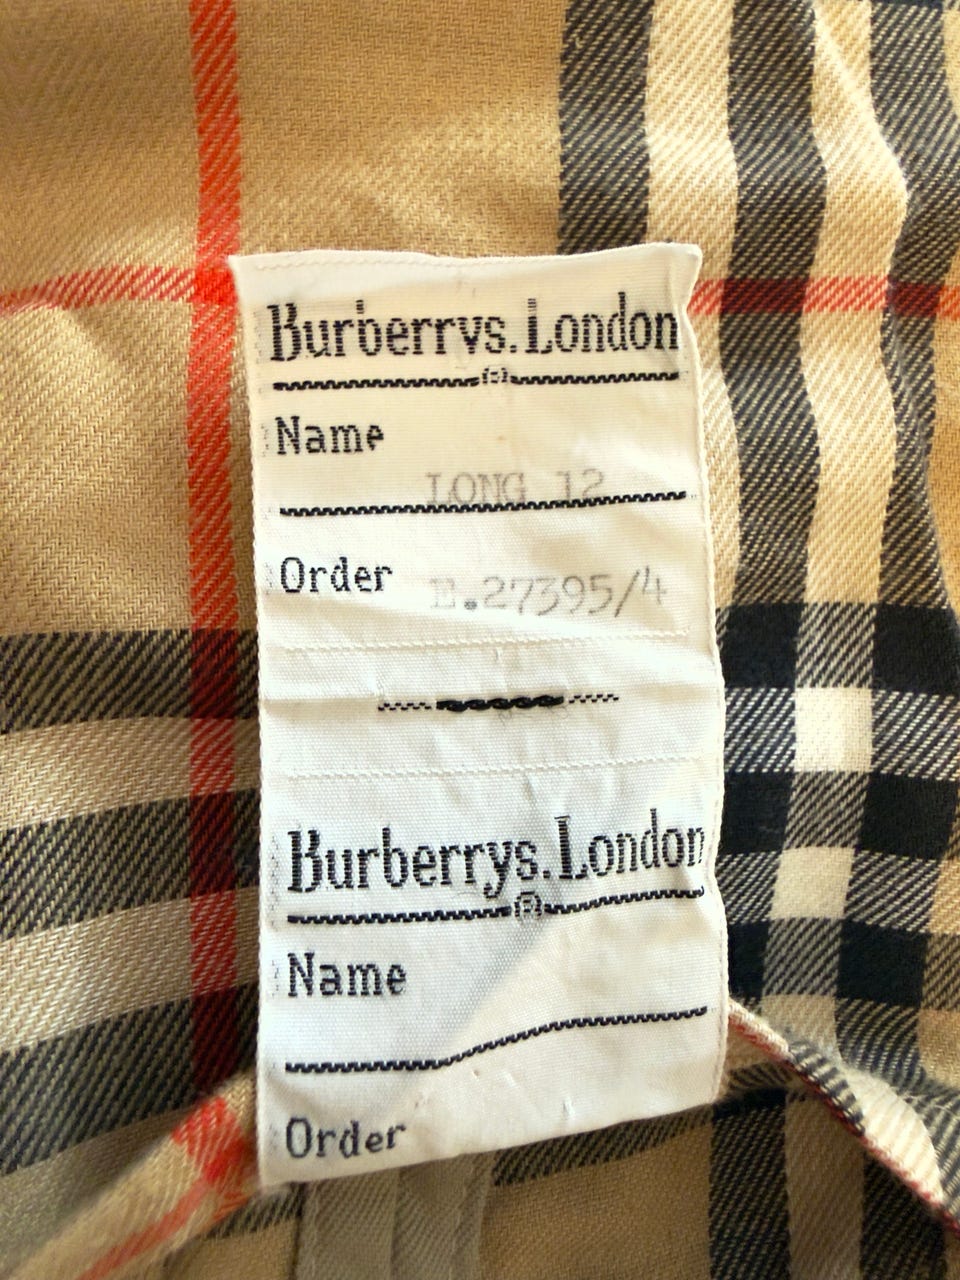 Burberrys. London
Name
LONG 12
Order E.27395/4
Burberrys. London
Name
Order